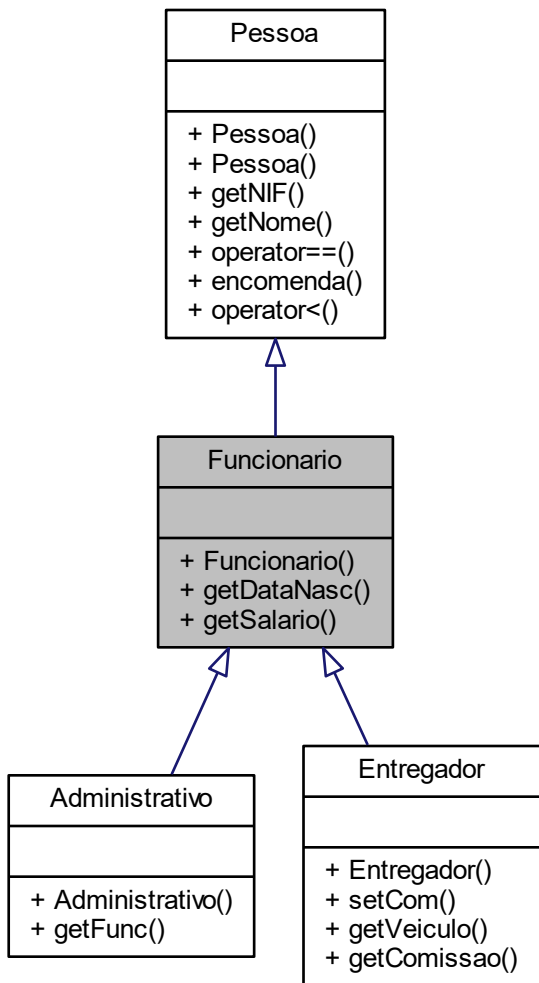 Pessoa
+ Pessoa()
+ Pessoa()
+ getNIF()
+ getNome()
+ operator==()
+ encomenda()
+ operator<()
Funcionario
+ Funcionario()
+ getDataNasc()
+ getSalario()
Administrativo
+ Administrativo()
+ getFunc()
Entregador
+ Entregador()
+ setCom()
+ getVeiculo()
+ getComissao()